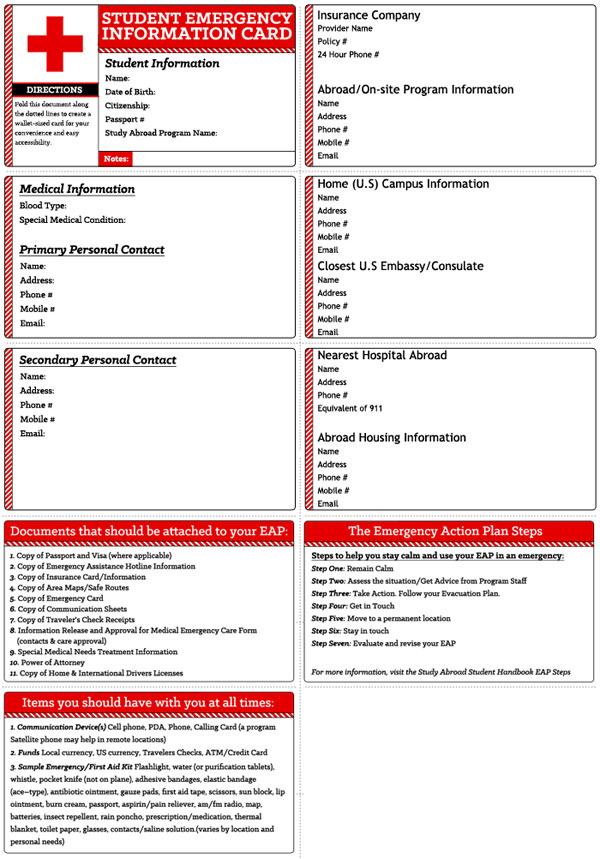 STUDENT EMERGENCY
INFORMATION CARD
DIRECTIONS
Fold this document along
the dotted lines to create a
wallet-sized card for your
convenience and easy
accessibility.
Student Information
Name:
Date of Birth:
Citizenship:
Passport #
Study Abroad Program Name:
Notes:
Insurance Company
Provider Name
Policy #
24 Hour Phone #
Abroad/On-site Program Information
Name
Address
Phone #
Mobile #
Email
Medical Information
Blood Type:
Special Medical Condition:
Primary Personal Contact
Name:
Address:
Phone #
Mobile #
Email:
Home (U.S) Campus Information
Name
Address
Phone #
Mobile #
Email
Closest U.S Embassy/Consulate
Name
Address
Phone #
Mobile #
Email
Secondary Personal Contact
Name:
Address:
Phone #
Mobile #
Email:
Nearest Hospital Abroad
Name
Address
Phone #
Equivalent of 911
Abroad Housing Information
Name
Address
Phone #
Mobile #
Email
Documents that should be attached to your EAP:
1. Copy of Passport and Visa (where applicable)
2. Copy of Emergency Assistance Hotline Information
3. Copy of Insurance Card/Information
4. Copy of Area Maps/Safe Routes
5. Copy of Emergency Card
6. Copy of Communication Sheets
7. Copy of Traveler's Check Receipts
8. Information Release and Approval for Medical Emergency Care Form
(contacts & care approval)
9. Special Medical Needs Treatment Information
10. Power of Attorney
11. Copy of Home & International Drivers Licenses
The Emergency Action Plan Steps
Steps to help you stay calm and use your EAP in an emergency:
Step One: Remain Calm
Step Two: Assess the situation/Get Advice from Program Staff
Step Three: Take Action. Follow your Evacuation Plan.
Step Four: Get in Touch
Step Five: Move to a permanent location
Step Six: Stay in touch
Step Seven: Evaluate and revise your EAP
For more information, visit the Study Abroad Student Handbook EAP Steps
Items you should have with you at all times:
1. Communication Device(s) Cell phone, PDA, Phone, Calling Card (a program
Satellite phone may help in remote locations)
2. Funds Local currency, US currency, Travelers Checks, ATM/Credit Card
3. Sample Emergency/First Aid Kit Flashlight, water (or purification tablets),
whistle, pocket knife (not on plane), adhesive bandages, elastic bandage
(ace–type), antibiotic ointment, gauze pads, first aid tape, scissors, sun block, lip
ointment, burn cream, passport, aspirin/pain reliever, am/fm radio, map,
batteries, insect repellent, rain poncho, prescription/medication, thermal
blanket, toilet paper, glasses, contacts/saline solution.(varies by location and
personal needs)